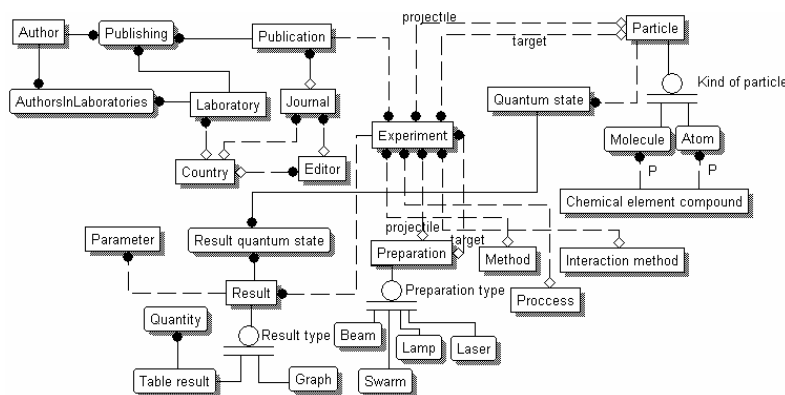 projectile
Author
Publishing
Publication
Particle
target
Kind of particle
AuthorsInLaboratories
Laboratory
Journal
Quantum state
Experiment
Molecule
Atom
P
P
Country
Editor
Chemical element compound
projectile
Parameter
Result quantum state
target
Preparation
Method
Interaction method
Result
Preparation type
Proccess
Quantity
Result type
Beam
Lamp
Laser
Table result
Graph
Swarm